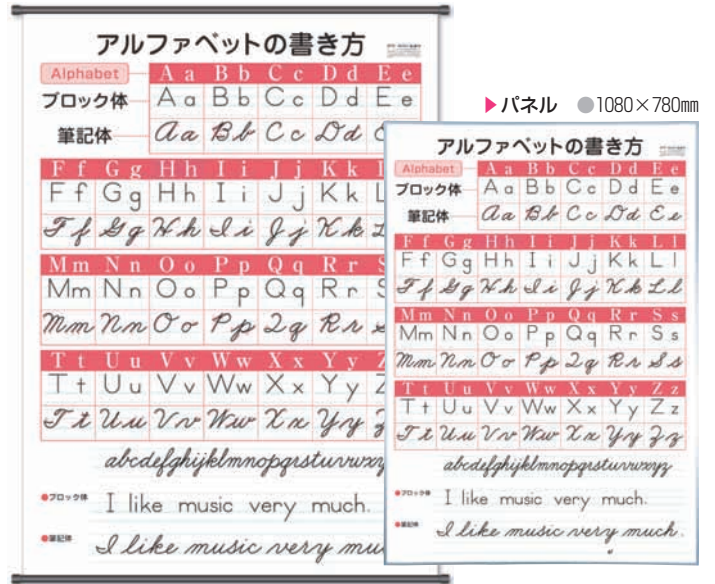 アルファベットの書き方
Alphabet Aa Bb Cc Dd Ee
ブロック体 Aa Bb Cc Dd Ee
筆記体 Aa Bb Cc Dd
Ff Gg Hh Ii Jj Kk
Ff Gg Hh Ii Jj Kk L
Ff Gg Hh Ii Jj Kk
Mm Nn Oo Pp Qq Rr
Mm Nn Oo Pp Qq Rr
Mm Nn Oo Pp Qq Rr
Tt Uu Vv Ww Xx Yy
Tt Uu Vv Ww Xx Yy Z
Tt Uu Vv Ww Xx Yy
abcdefghijklmnopqrstuvwxy
●ブロック体 I like music very much.
●筆記体 I like music very mu
▶パネル ●1080×780㎜
アルファベットの書き方
Alphabet Aa Bb Cc Dd Ee
ブロック体 Aa Bb Cc Dd Ee
筆記体 Aa Bb Cc Dd Ee
Ff Gg Hh Ii Jj Kk Ll
Ff Gg Hh Ii Jj Kk Ll
Ff Gg Hh Ii Jj Kk Ll
Mm Nn Oo Pp Qq Rr Ss
Mm Nn Oo Pp Qq Rr Ss
Mm Nn Oo Pp Qq Rr Ss
Tt Uu Vv Ww Xx Yy Zz
Tt Uu Vv Ww Xx Yy Zz
Tt Uu Vv Ww Xx Yy Zz
abcdefghijklmnopqrstuvwxyz
●ブロック体 I like music very much.
●筆記体 I like music very much.